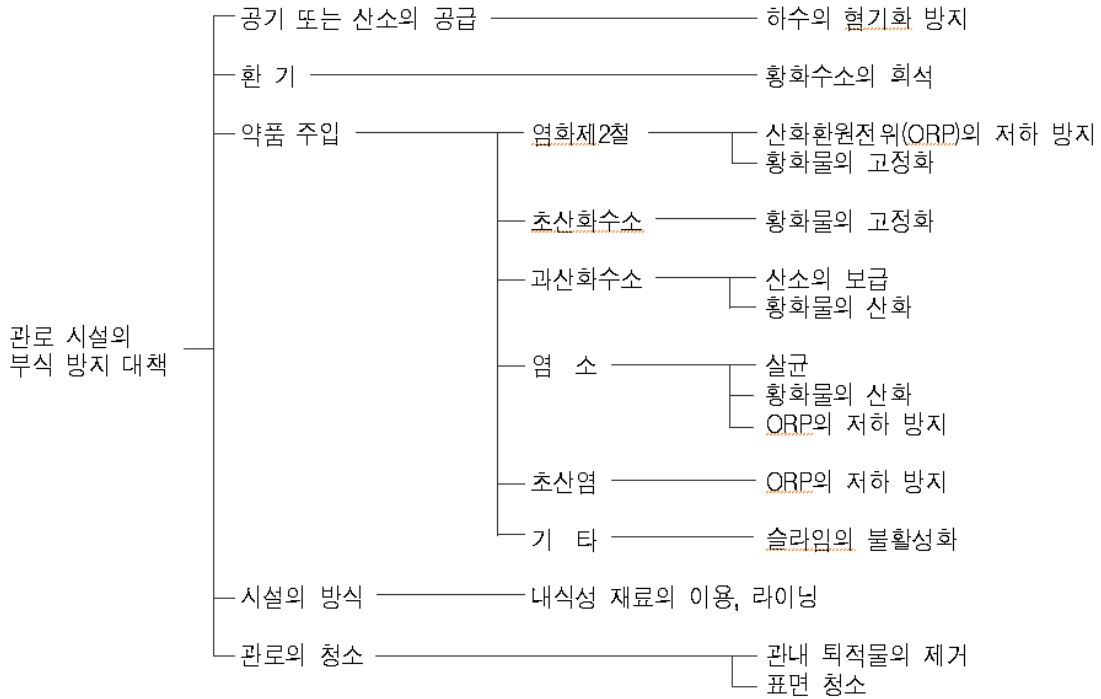 공기 또는 산소의 공급 하수의 혐기화 방지
환 기 황화수소의 희석
약품 주입 염화제2철 산화환원전위(ORP)의 저하 방지
황화물의 고정화
초산화수소 황화물의 고정화
과산화수소 산소의 보급
황화물의 산화
관로 시설의
부식 방지 대책
염 소 살균
황화물의 산화
ORP의 저하 방지
초산염 ORP의 저하 방지
기 타 슬라임의 불활성화
시설의 방식 내식성 재료의 이용, 라이닝
관로의 청소 관내 퇴적물의 제거
표면 청소